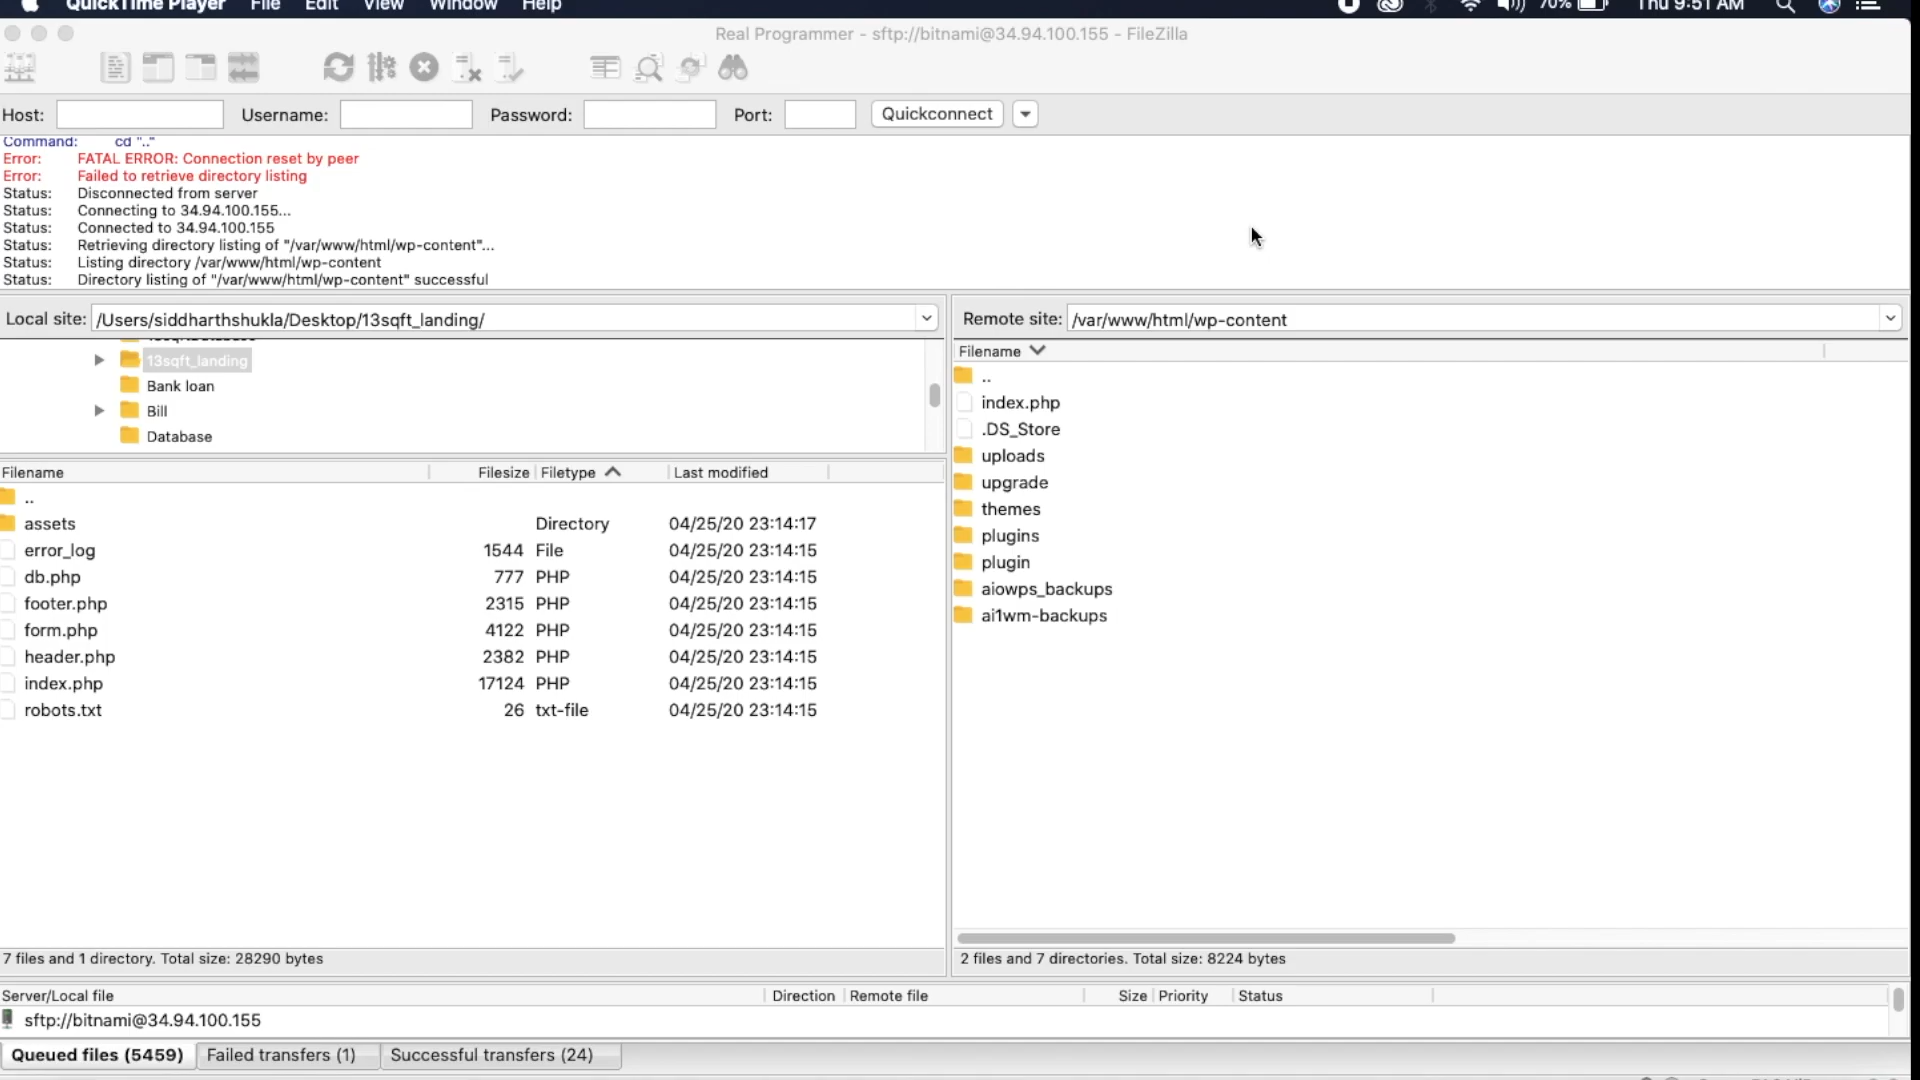 QuickTime Player File Edit View Window Help 70% Thu 9:51 AM
Real Programmer - sftp://bitnami@34.94.100.155 - FileZilla
Host: Username: Password: Port: Quickconnect
Command: cd ".."
Error: FATAL ERROR: Connection reset by peer
Error: Failed to retrieve directory listing
Status: Disconnected from server
Status: Connecting to 34.94.100.155...
Status: Connected to 34.94.100.155
Status: Retrieving directory listing of "/var/www/html/wp-content"...
Status: Listing directory /var/www/html/wp-content
Status: Directory listing of "/var/www/html/wp-content" successful
Local site: /Users/siddharthshukla/Desktop/13sqft_landing/
13sqft_landing
Bank loan
Bill
Database
Filename Filesize Filetype Last modified
..
assets Directory 04/25/20 23:14:17
error_log 1544 File 04/25/20 23:14:15
db.php 777 PHP 04/25/20 23:14:15
footer.php 2315 PHP 04/25/20 23:14:15
form.php 4122 PHP 04/25/20 23:14:15
header.php 2382 PHP 04/25/20 23:14:15
index.php 17124 PHP 04/25/20 23:14:15
robots.txt 26 txt-file 04/25/20 23:14:15
7 files and 1 directory. Total size: 28290 bytes
Remote site: /var/www/html/wp-content
Filename
..
index.php
.DS_Store
uploads
upgrade
themes
plugins
plugin
aiowps_backups
ai1wm-backups
2 files and 7 directories. Total size: 8224 bytes
Server/Local file Direction Remote file Size Priority Status
sftp://bitnami@34.94.100.155
Queued files (5459) Failed transfers (1) Successful transfers (24)